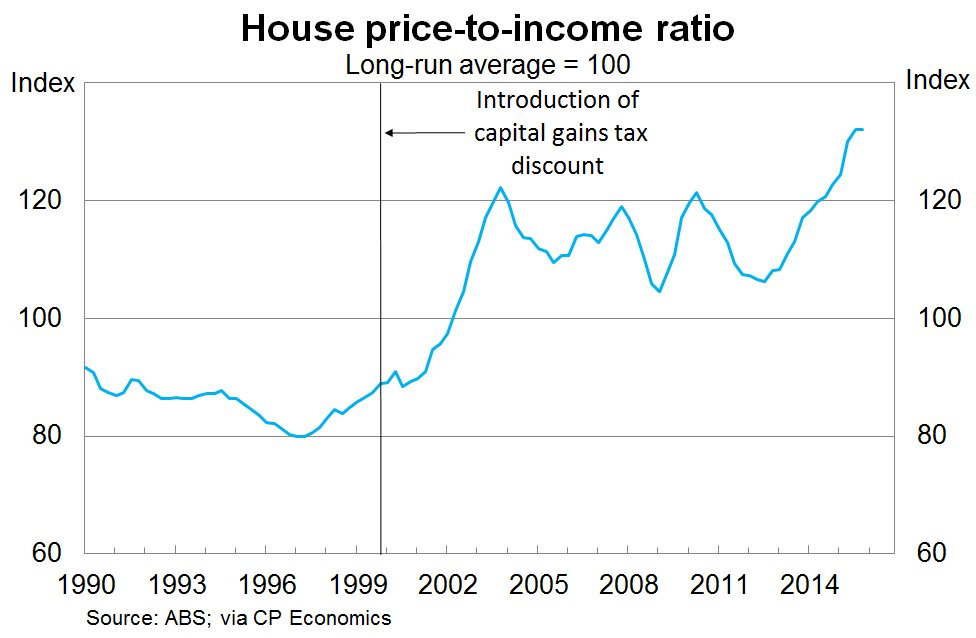 House price-to-income ratio
Long-run average = 100
Index
Index
Introduction of
capital gains tax
discount
120
120
100
100
80
80
60
60
1990
1993
1996
1999
2002
2005
2008
2011
2014
Source: ABS; via CP Economics